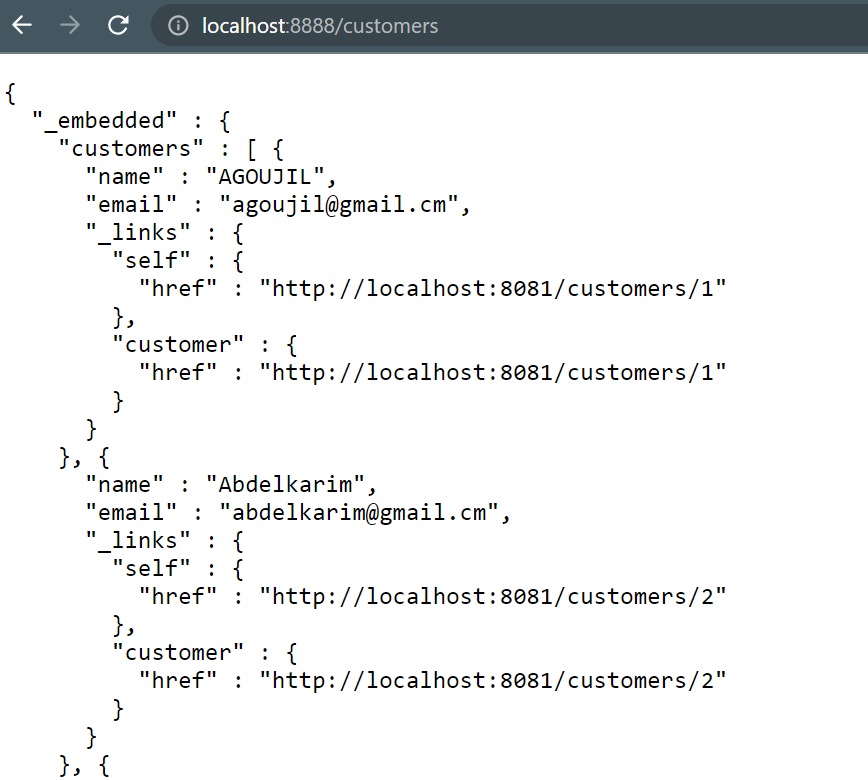 localhost:8888/customers
{
  "_embedded" : {
    "customers" : [ {
      "name" : "AGOUJIL",
      "email" : "agoujil@gmail.cm",
      "_links" : {
        "self" : {
          "href" : "http://localhost:8081/customers/1"
        },
        "customer" : {
          "href" : "http://localhost:8081/customers/1"
        }
      }
    }, {
      "name" : "Abdelkarim",
      "email" : "abdelkarim@gmail.cm",
      "_links" : {
        "self" : {
          "href" : "http://localhost:8081/customers/2"
        },
        "customer" : {
          "href" : "http://localhost:8081/customers/2"
        }
      }
    }, {